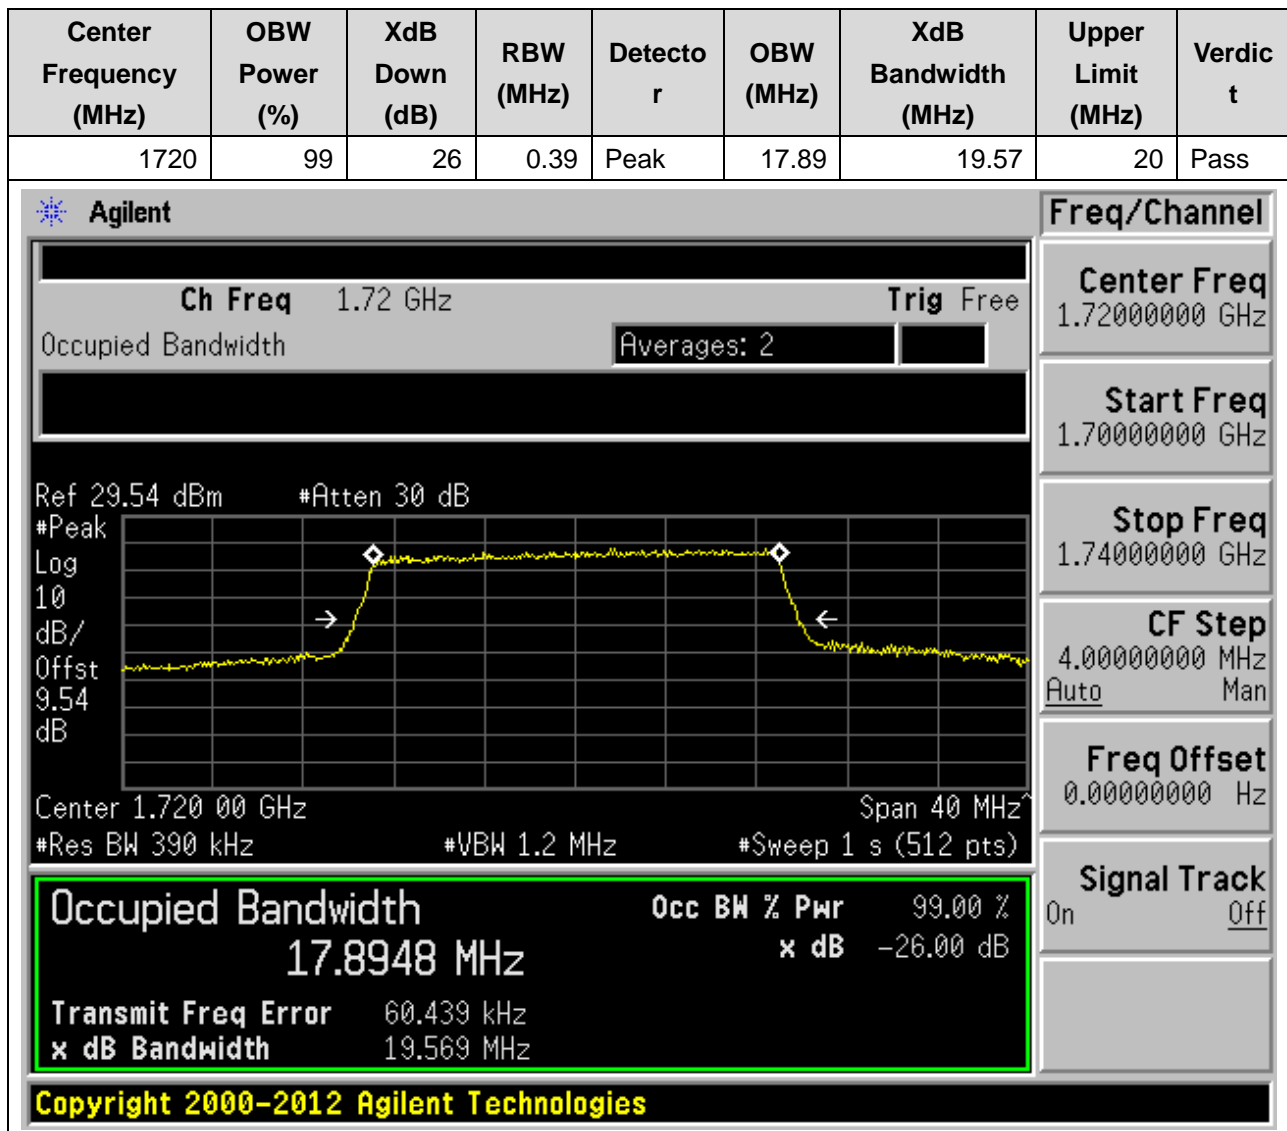 Center Frequency (MHz) OBW Power (%) XdB Down (dB) RBW (MHz) Detecto r OBW (MHz) XdB Bandwidth (MHz) Upper Limit (MHz) Verdic t
1720 99 26 0.39 Peak 17.89 19.57 20 Pass
Agilent
Freq/Channel
Ch Freq 1.72 GHz Trig Free
Occupied Bandwidth Averages: 2
Ref 29.54 dBm #Atten 30 dB
#Peak
Log
10
dB/
Offst
9.54
dB
Center 1.720 00 GHz Span 40 MHz^
#Res BW 390 kHz #VBW 1.2 MHz #Sweep 1 s (512 pts)
Occupied Bandwidth
17.8948 MHz
Occ BW % Pwr 99.00 %
x dB -26.00 dB
Transmit Freq Error 60.439 kHz
x dB Bandwidth 19.569 MHz
Center Freq
1.72000000 GHz
Start Freq
1.70000000 GHz
Stop Freq
1.74000000 GHz
CF Step
4.00000000 MHz
Auto Man
Freq Offset
0.00000000 Hz
Signal Track
On Off
Copyright 2000-2012 Agilent Technologies